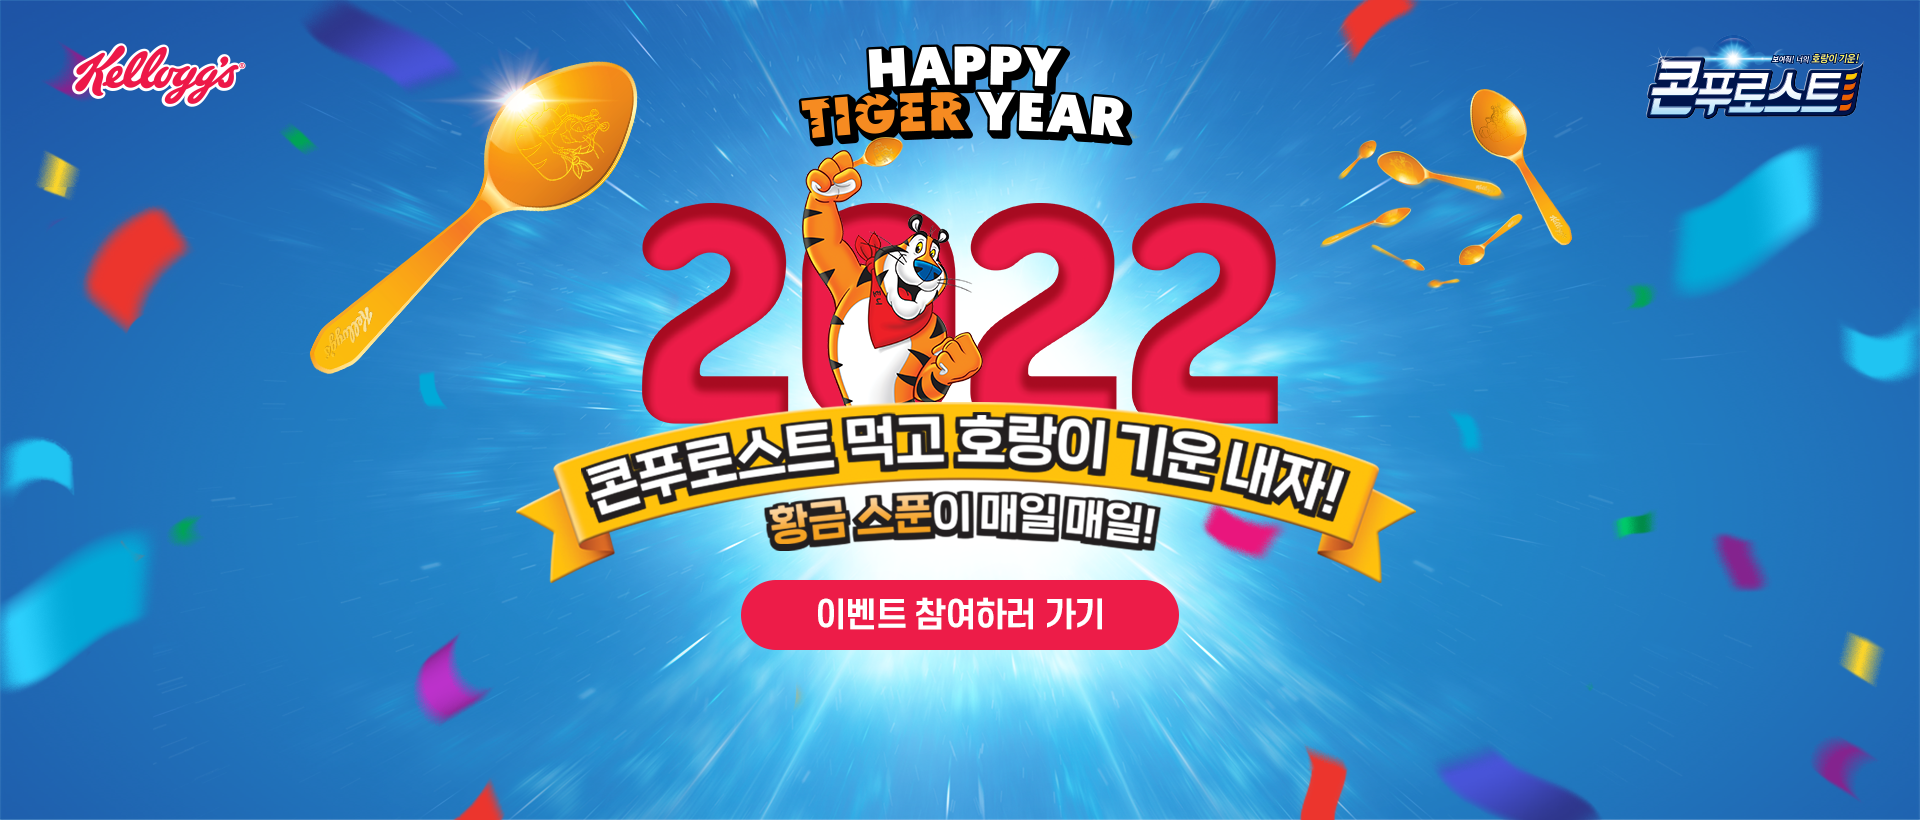 Kellogg's
HAPPY
TIGER YEAR
보여줘! 너의 호랑이 기운!
콘푸로스트
Kellogg's
토니
2022
콘푸로스트 먹고 호랑이 기운 내자!
황금 스푼이 매일 매일!
이벤트 참여하러 가기